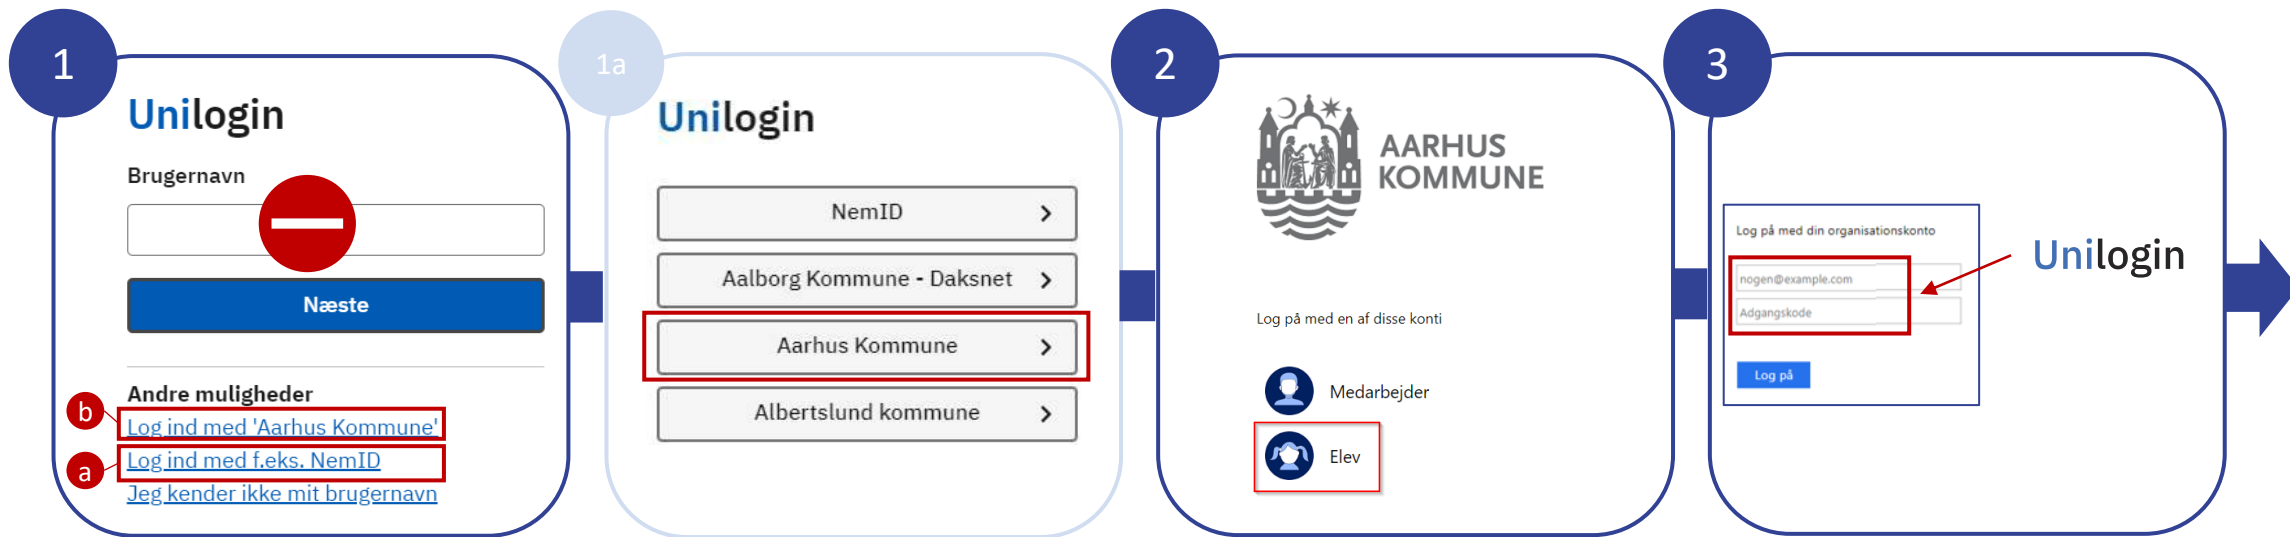 1
Unilogin
Brugernavn
Næste
Andre muligheder
b
Log ind med 'Aarhus Kommune'
a
Log ind med f.eks. NemID
Jeg kender ikke mit brugernavn
1a
Unilogin
NemID
Aalborg Kommune - Daksnet
Aarhus Kommune
Albertslund kommune
2
AARHUS
KOMMUNE
Log på med en af disse konti
Medarbejder
Elev
3
Log på med din organisationskonto
nogen@example.com
Adgangskode
Log på
Unilogin